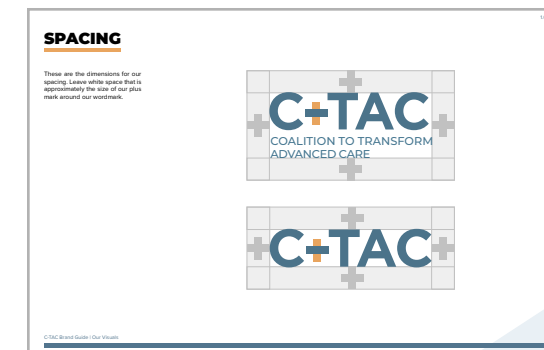 SPACING
These are the dimensions for our
spacing. Leave white space that is
approximately the size of our plus
mark around our wordmark.
C+TAC
COALITION TO TRANSFORM
ADVANCED CARE
C+TAC
C-TAC Brand Guide | Our Visuals